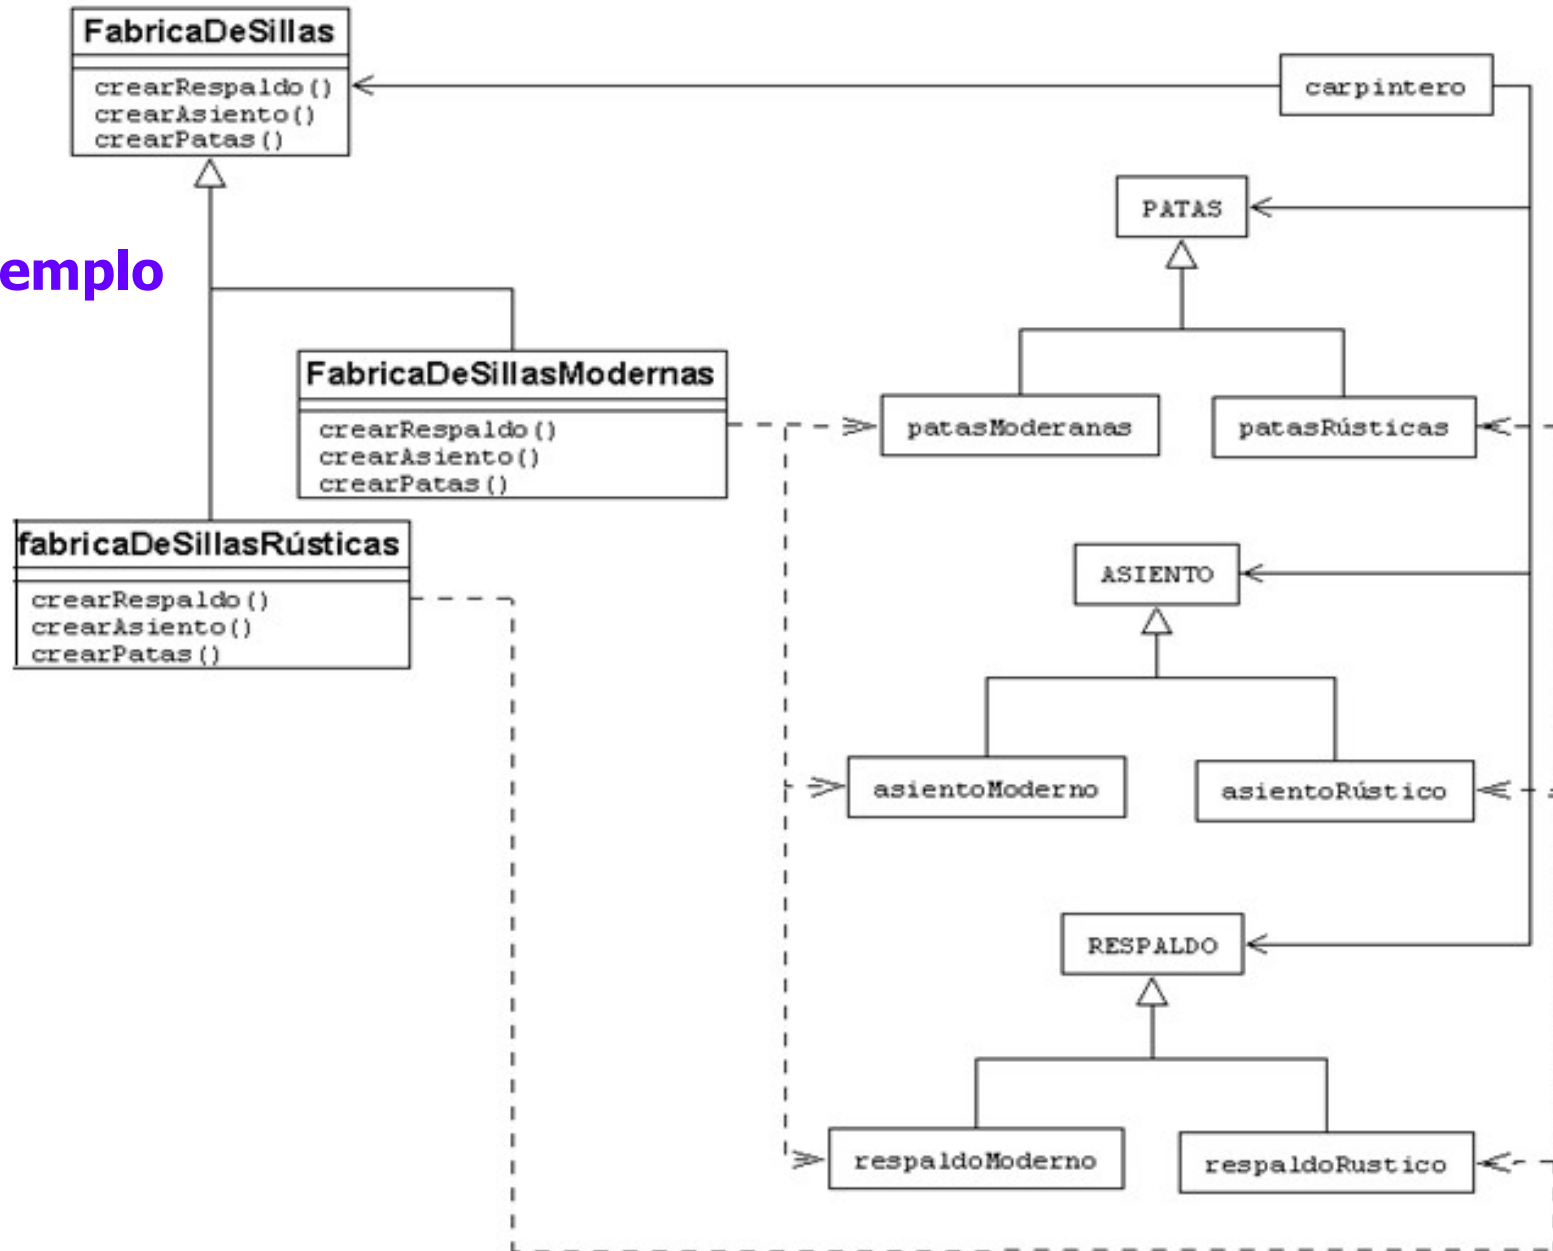 FabricaDeSillas
crearRespaldo()
crearAsiento()
crearPatas()
carpintero
PATAS
emplo
FabricaDeSillasModernas
crearRespaldo()
crearAsiento()
crearPatas()
patasModeranas
patasRústicas
fabricaDeSillasRústicas
crearRespaldo()
crearAsiento()
crearPatas()
ASIENTO
asientoModerno
asientoRústico
RESPALDO
respaldoModerno
respaldoRustico